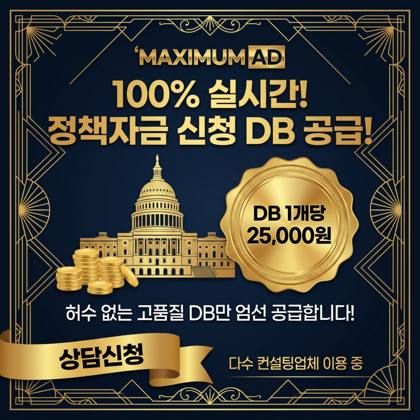 'MAXIMUM AD
100% 실시간!
정책자금 신청 DB 공급!
DB 1개당
25,000원
허수 없는 고품질 DB만 엄선 공급합니다!
상담신청
다수 컨설팅업체 이용 중